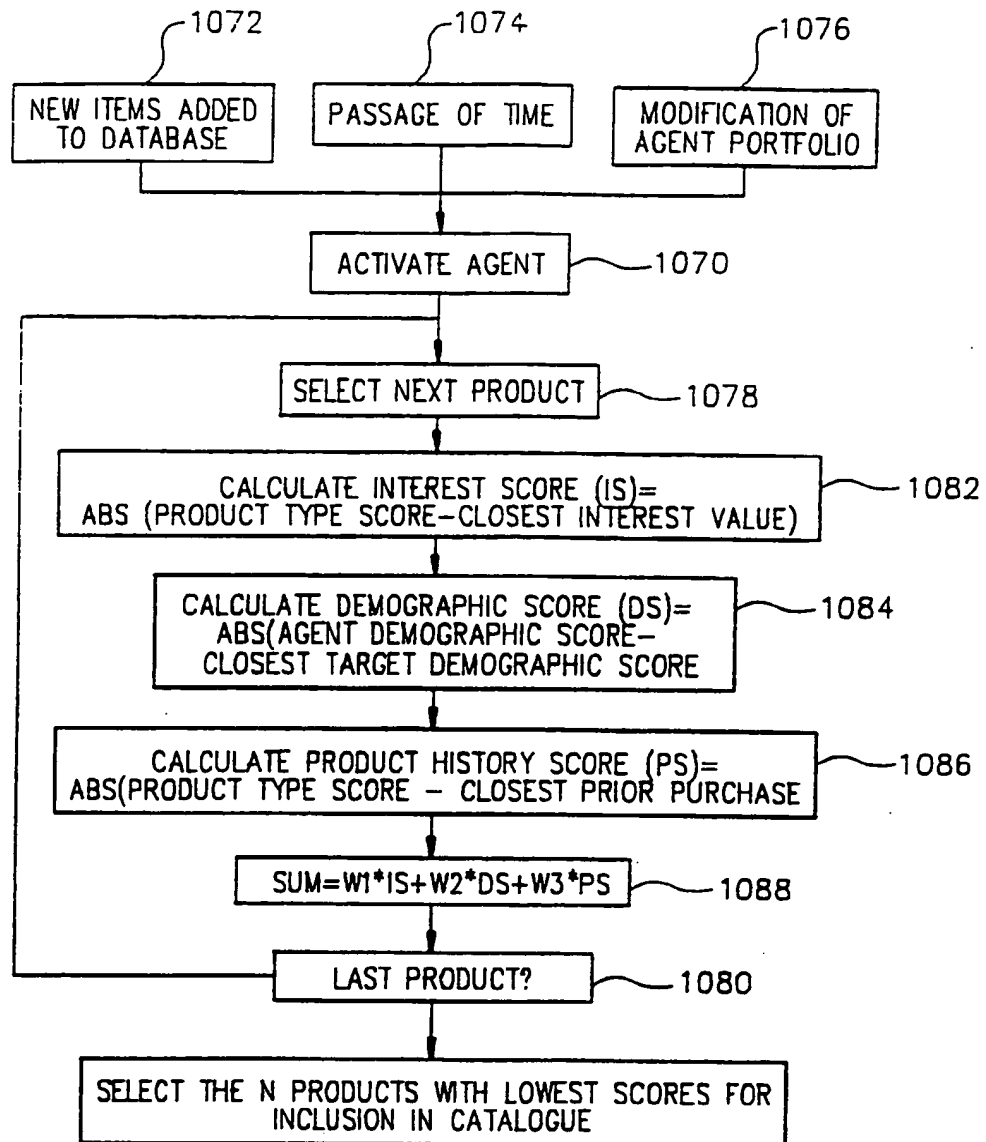 1072
1074
1076
NEW ITEMS ADDED
TO DATABASE
PASSAGE OF TIME
MODIFICATION OF
AGENT PORTFOLIO
ACTIVATE AGENT
1070
SELECT NEXT PRODUCT
1078
CALCULATE INTEREST SCORE (IS)=
ABS (PRODUCT TYPE SCORE-CLOSEST INTEREST VALUE)
1082
CALCULATE DEMOGRAPHIC SCORE (DS)=
ABS(AGENT DEMOGRAPHIC SCORE-
CLOSEST TARGET DEMOGRAPHIC SCORE
1084
CALCULATE PRODUCT HISTORY SCORE (PS)=
ABS(PRODUCT TYPE SCORE - CLOSEST PRIOR PURCHASE
1086
SUM=W1*IS+W2*DS+W3*PS
1088
LAST PRODUCT?
1080
SELECT THE N PRODUCTS WITH LOWEST SCORES FOR
INCLUSION IN CATALOGUE